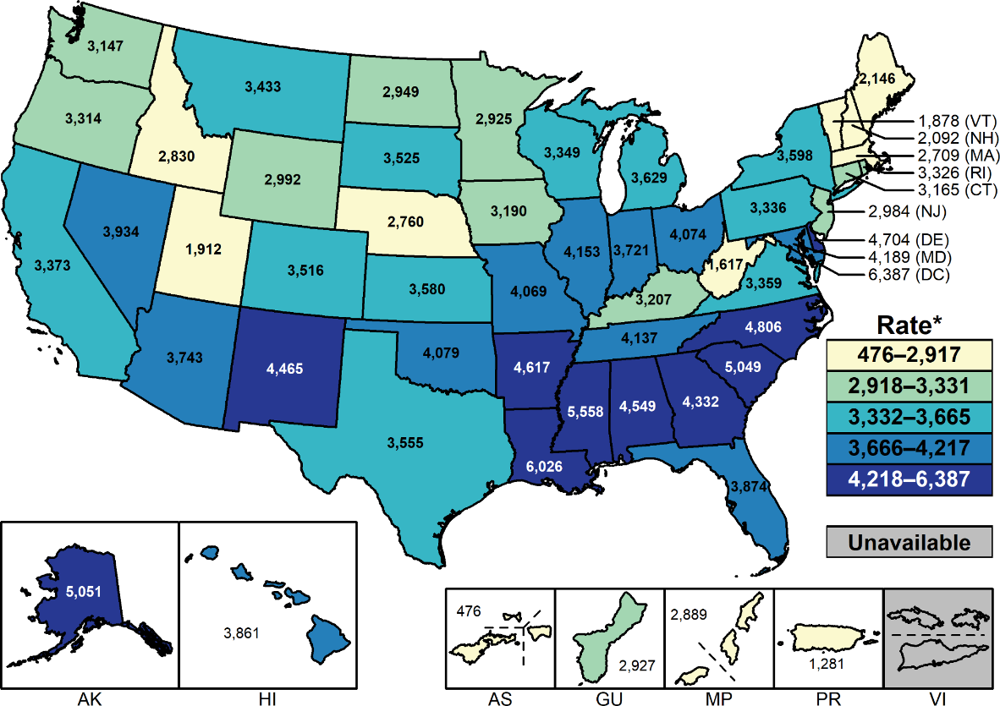 3,147
3,433
2,949
2,925
2,146
3,314
1,878 (VT)
2,092 (NH)
2,830
3,525
3,349
3,598
2,709 (MA)
2,992
3,629
3,326 (RI)
3,165 (CT)
3,190
3,336
2,984 (NJ)
2,760
3,934
4,074
1,912
4,153
3,721
4,704 (DE)
4,189 (MD)
3,373
3,516
1,617
6,387 (DC)
3,580
4,069
3,359
3,207
Rate*
4,806
4,137
476–2,917
3,743
4,465
4,079
4,617
5,049
2,918–3,331
5,558
4,549
4,332
3,332–3,665
3,555
3,666–4,217
6,026
4,218–6,387
3,874
Unavailable
5,051
3,861
476
2,927
2,889
1,281
AK
HI
AS
GU
MP
PR
VI